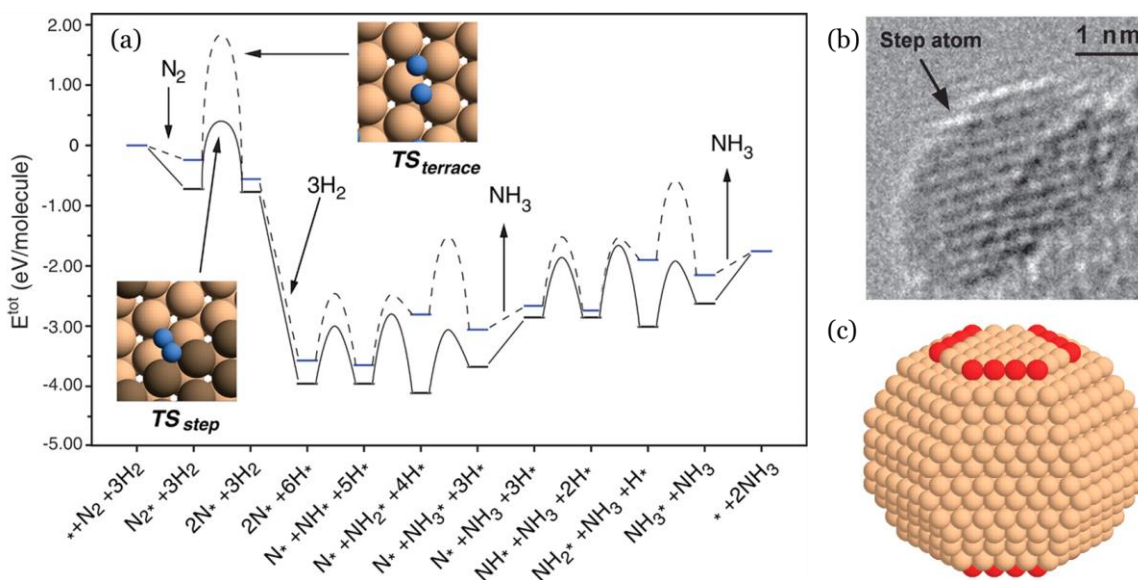 (a)
2.00
1.00
0
-1.00
-2.00
-3.00
-4.00
-5.00
E^tot (eV/molecule)
N₂
TS_terrace
3H₂
NH₃
NH₃
TS_step
*+N2 +3H2
N2* +3H2
2N* +3H2
2N* +6H*
N* +NH* +5H*
N* +NH2* +4H*
N* +NH3* +3H*
N* +NH3 +3H*
NH* +NH3 +2H*
NH2* +NH3 +H*
NH3* +NH3
* +2NH3
(b)
Step atom
1 nm
(c)